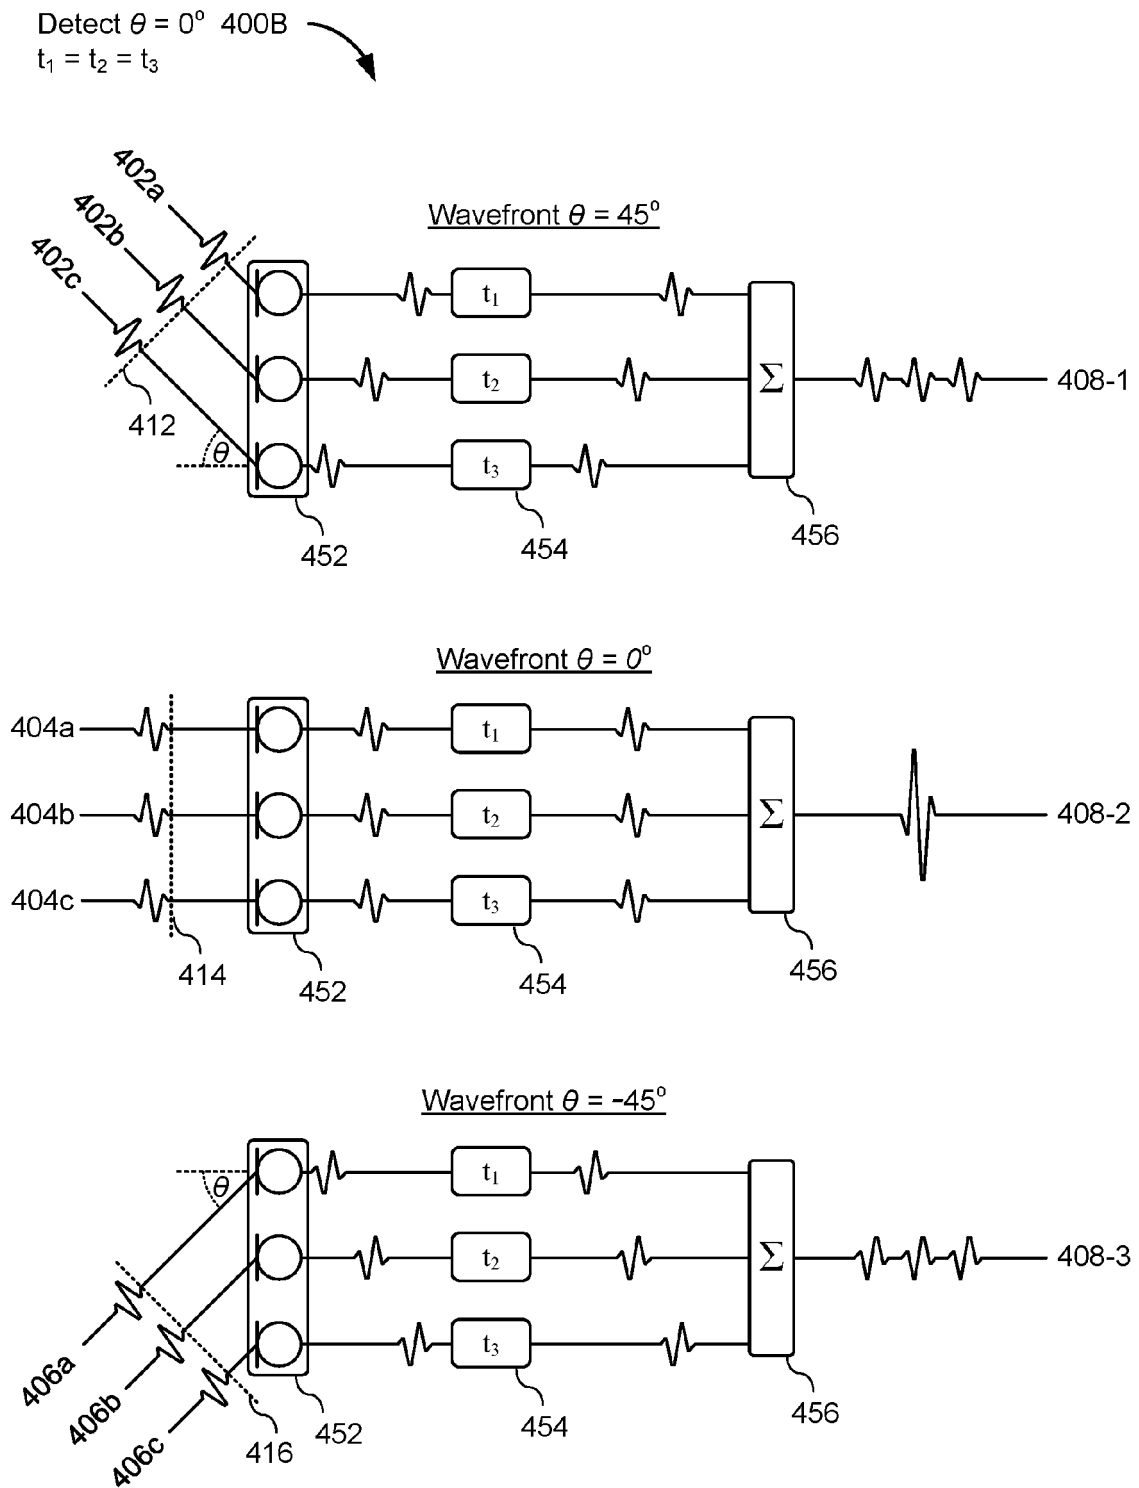 Detect θ = 0° 400B
t₁ = t₂ = t₃
402a
402b
402c
Wavefront θ = 45°
t₁
t₂
t₃
Σ
408-1
412
θ
452
454
456
Wavefront θ = 0°
404a
404b
404c
t₁
t₂
t₃
Σ
408-2
414
452
454
456
Wavefront θ = -45°
θ
t₁
t₂
t₃
Σ
408-3
406a
406b
406c
416
452
454
456